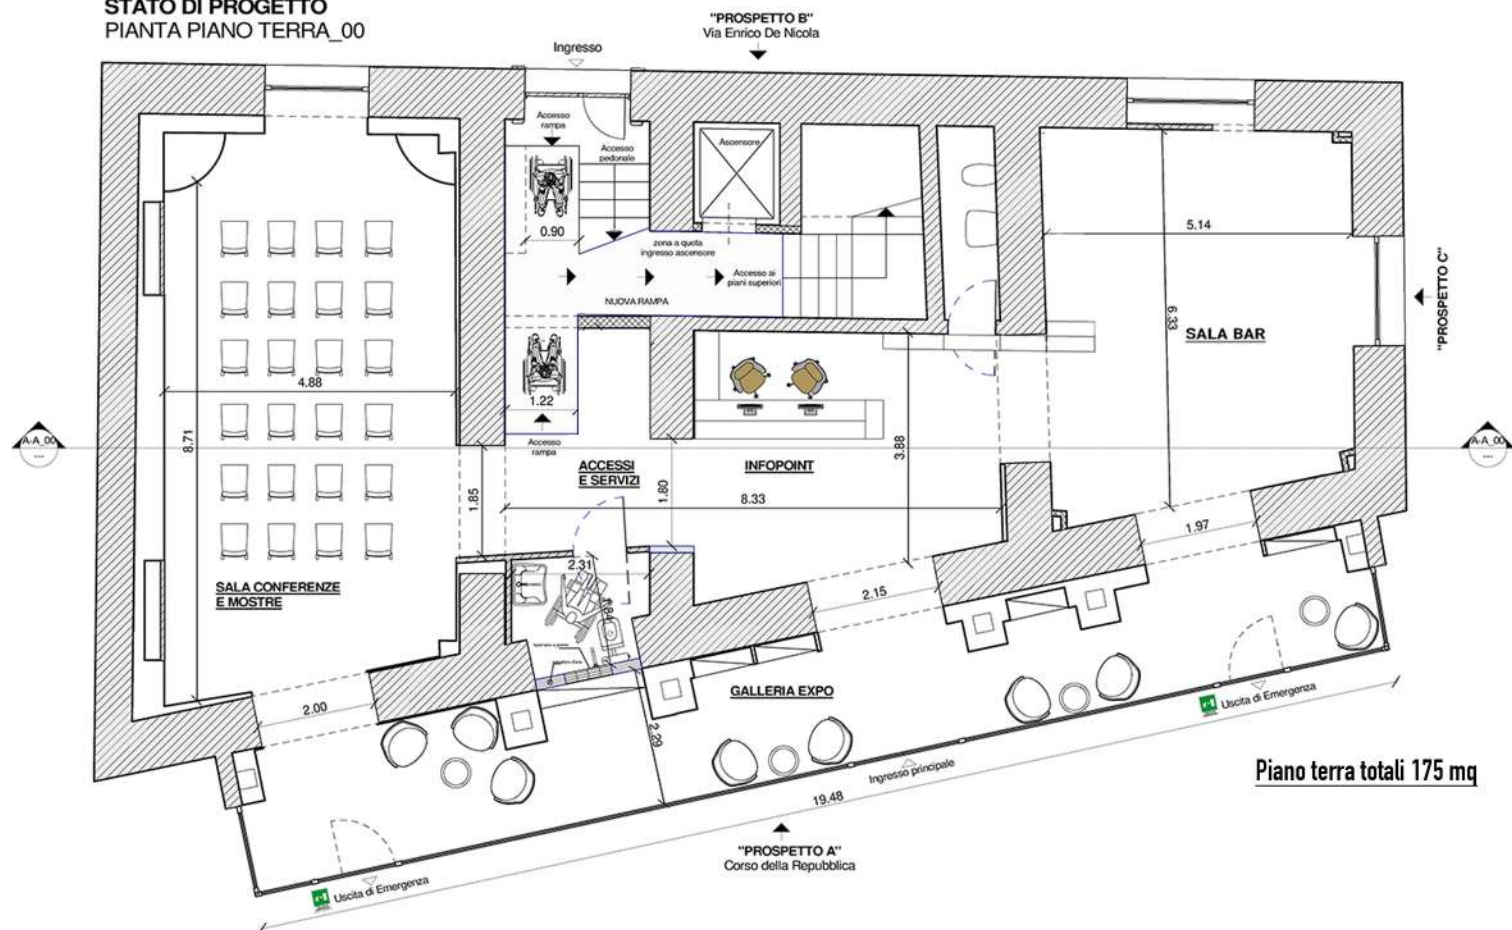 STATO DI PROGETTO
PIANTA PIANO TERRA_00
"PROSPETTO B"
Via Enrico De Nicola
Ingresso
Accesso
rampa
Accesso
pedonale
Ascensore
0.90
zona a quota
ingresso ascensore
Accesso ai
piani superiori
NUOVA RAMPA
5.14
6.33
SALA BAR
"PROSPETTO C"
4.88
8.71
1.22
Accesso
rampa
A-A_00
---
A-A_00
---
ACCESSI
E SERVIZI
INFOPOINT
1.85
1.80
8.33
3.88
1.97
2.31
1.84
2.15
SALA CONFERENZE
E MOSTRE
2.00
GALLERIA EXPO
2.29
Uscita di Emergenza
Ingresso principale
19.48
Piano terra totali 175 mq
"PROSPETTO A"
Corso della Repubblica
Uscita di Emergenza